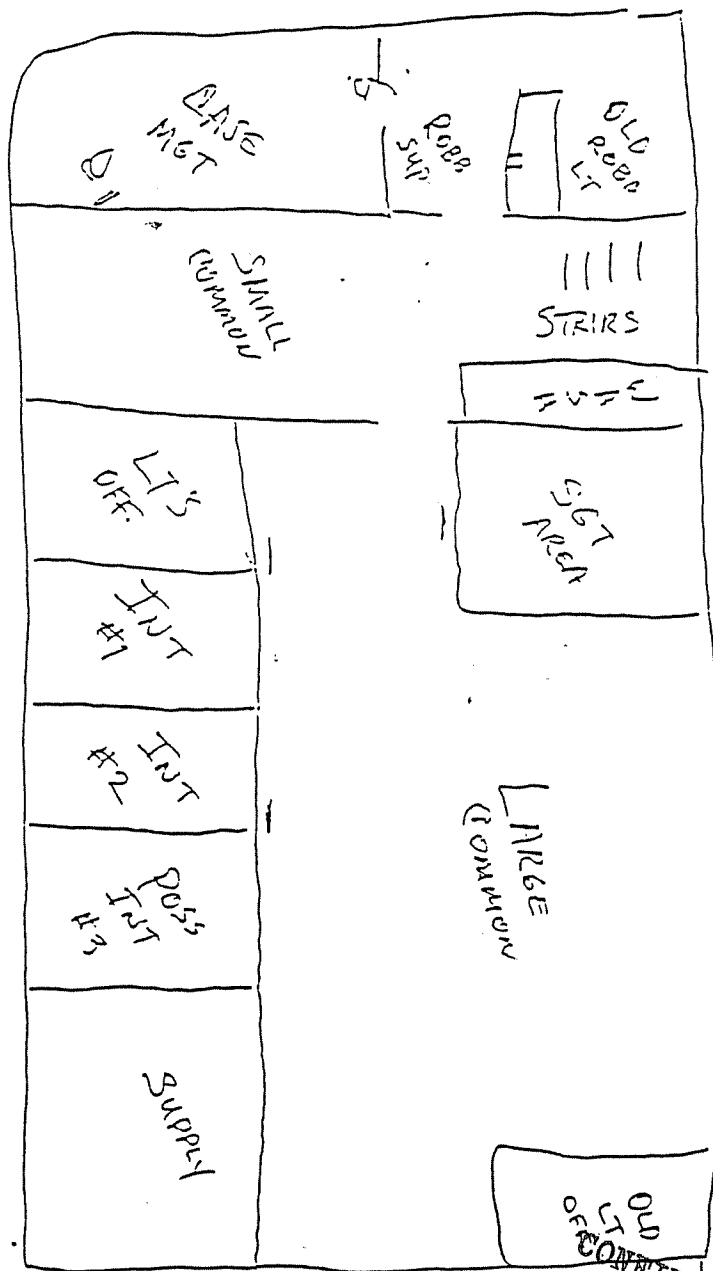 CASE
MGT
ROBB
SUP
OLD
ROBB
LT
SMALL
COMMON
STAIRS
LT'S
OFF.
SGT
AREA
INT
#1
INT
#2
LARGE
COMMON
POSS
INT
#3
SUPPLY
OLD
LT
OFF